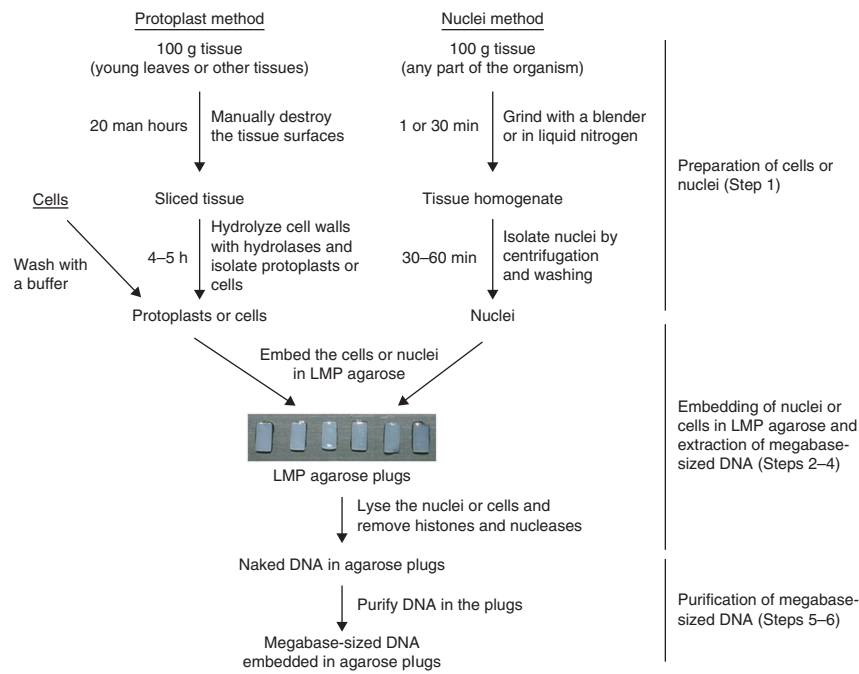 Protoplast method
100 g tissue
(young leaves or other tissues)
20 man hours
Manually destroy
the tissue surfaces
Sliced tissue
Cells
Wash with
a buffer
4–5 h
Hydrolyze cell walls
with hydrolases and
isolate protoplasts or
cells
Protoplasts or cells
Nuclei method
100 g tissue
(any part of the organism)
1 or 30 min
Grind with a blender
or in liquid nitrogen
Tissue homogenate
30–60 min
Isolate nuclei by
centrifugation
and washing
Nuclei
Preparation of cells or
nuclei (Step 1)
Embed the cells or nuclei
in LMP agarose
LMP agarose plugs
Lyse the nuclei or cells and
remove histones and nucleases
Embedding of nuclei or
cells in LMP agarose and
extraction of megabase-
sized DNA (Steps 2–4)
Naked DNA in agarose plugs
Purify DNA in the plugs
Megabase-sized DNA
embedded in agarose plugs
Purification of megabase-
sized DNA (Steps 5–6)